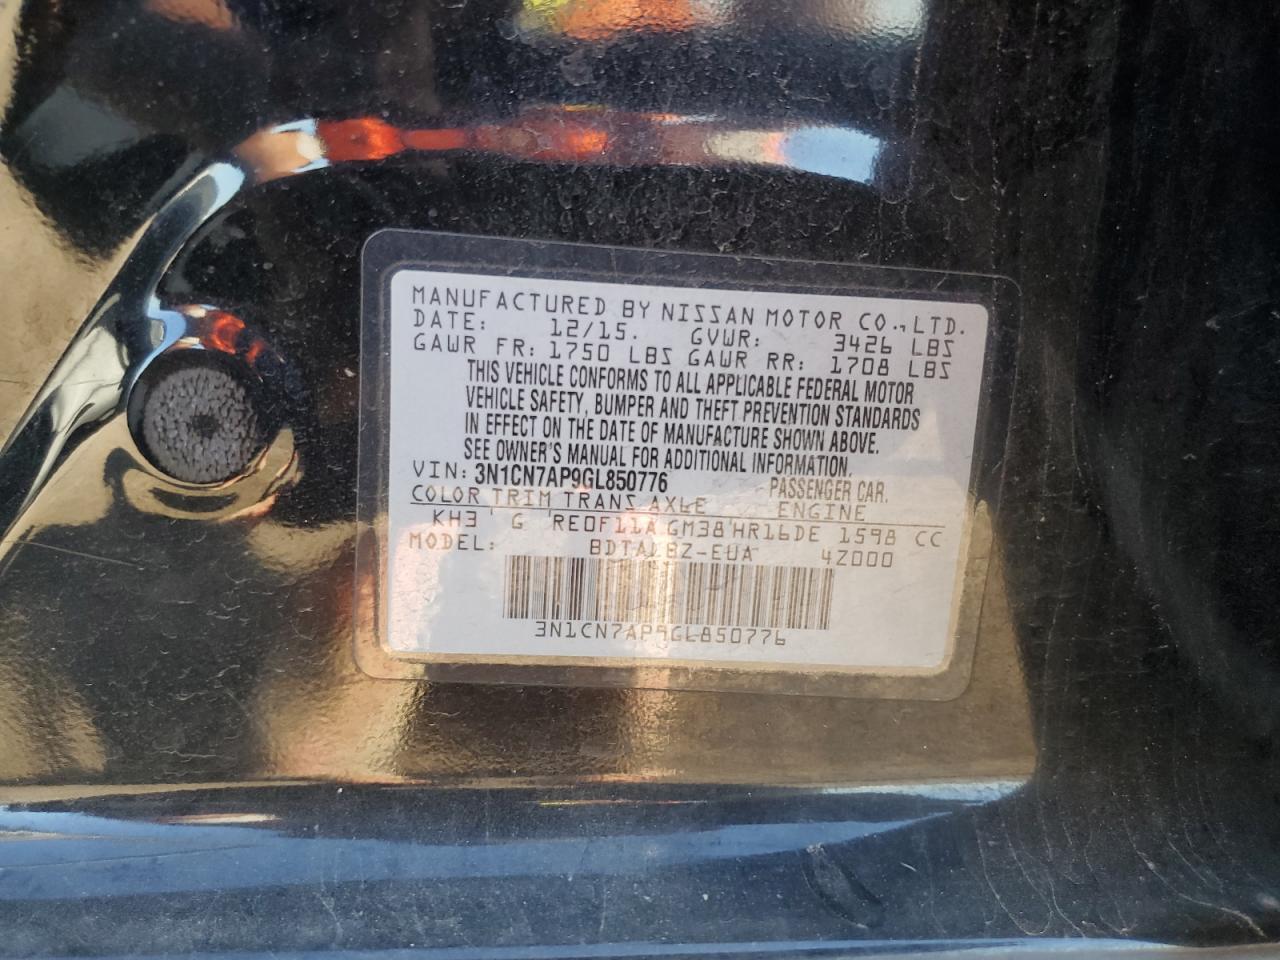 MANUFACTURED BY NISSAN MOTOR CO.,LTD.
DATE: 12/15. GVWR: 3426 LBS
GAWR FR: 1750 LBS GAWR RR: 1708 LBS
THIS VEHICLE CONFORMS TO ALL APPLICABLE FEDERAL MOTOR
VEHICLE SAFETY, BUMPER AND THEFT PREVENTION STANDARDS
IN EFFECT ON THE DATE OF MANUFACTURE SHOWN ABOVE.
SEE OWNER'S MANUAL FOR ADDITIONAL INFORMATION.
VIN: 3N1CN7AP9GL850776 PASSENGER CAR.
COLOR TRIM TRANS AXLE ENGINE
KH3 G RE0F11A GM38 HR16DE 1598 CC
MODEL: BDTALBZ-EUA 4Z000
3N1CN7AP9GL850776